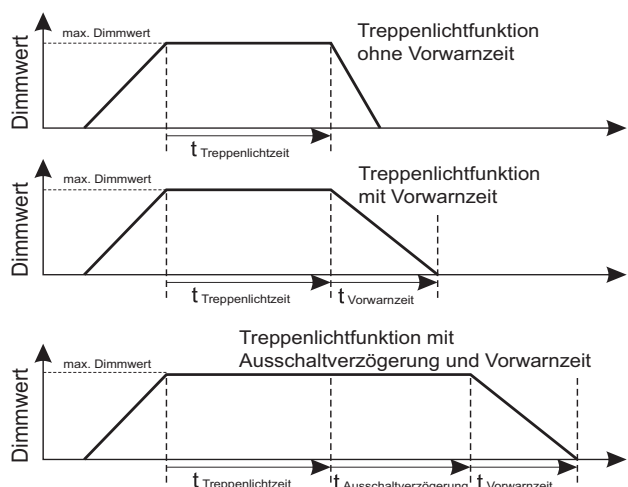 Treppenlichtfunktion
ohne Vorwarnzeit
max. Dimmwert
Dimmwert
t Treppenlichtzeit
Treppenlichtfunktion
mit Vorwarnzeit
max. Dimmwert
Dimmwert
t Treppenlichtzeit
t Vorwarnzeit
Treppenlichtfunktion mit
Ausschaltverzögerung und Vorwarnzeit
max. Dimmwert
Dimmwert
t Treppenlichtzeit
t Ausschaltverzögerung
t Vorwarnzeit